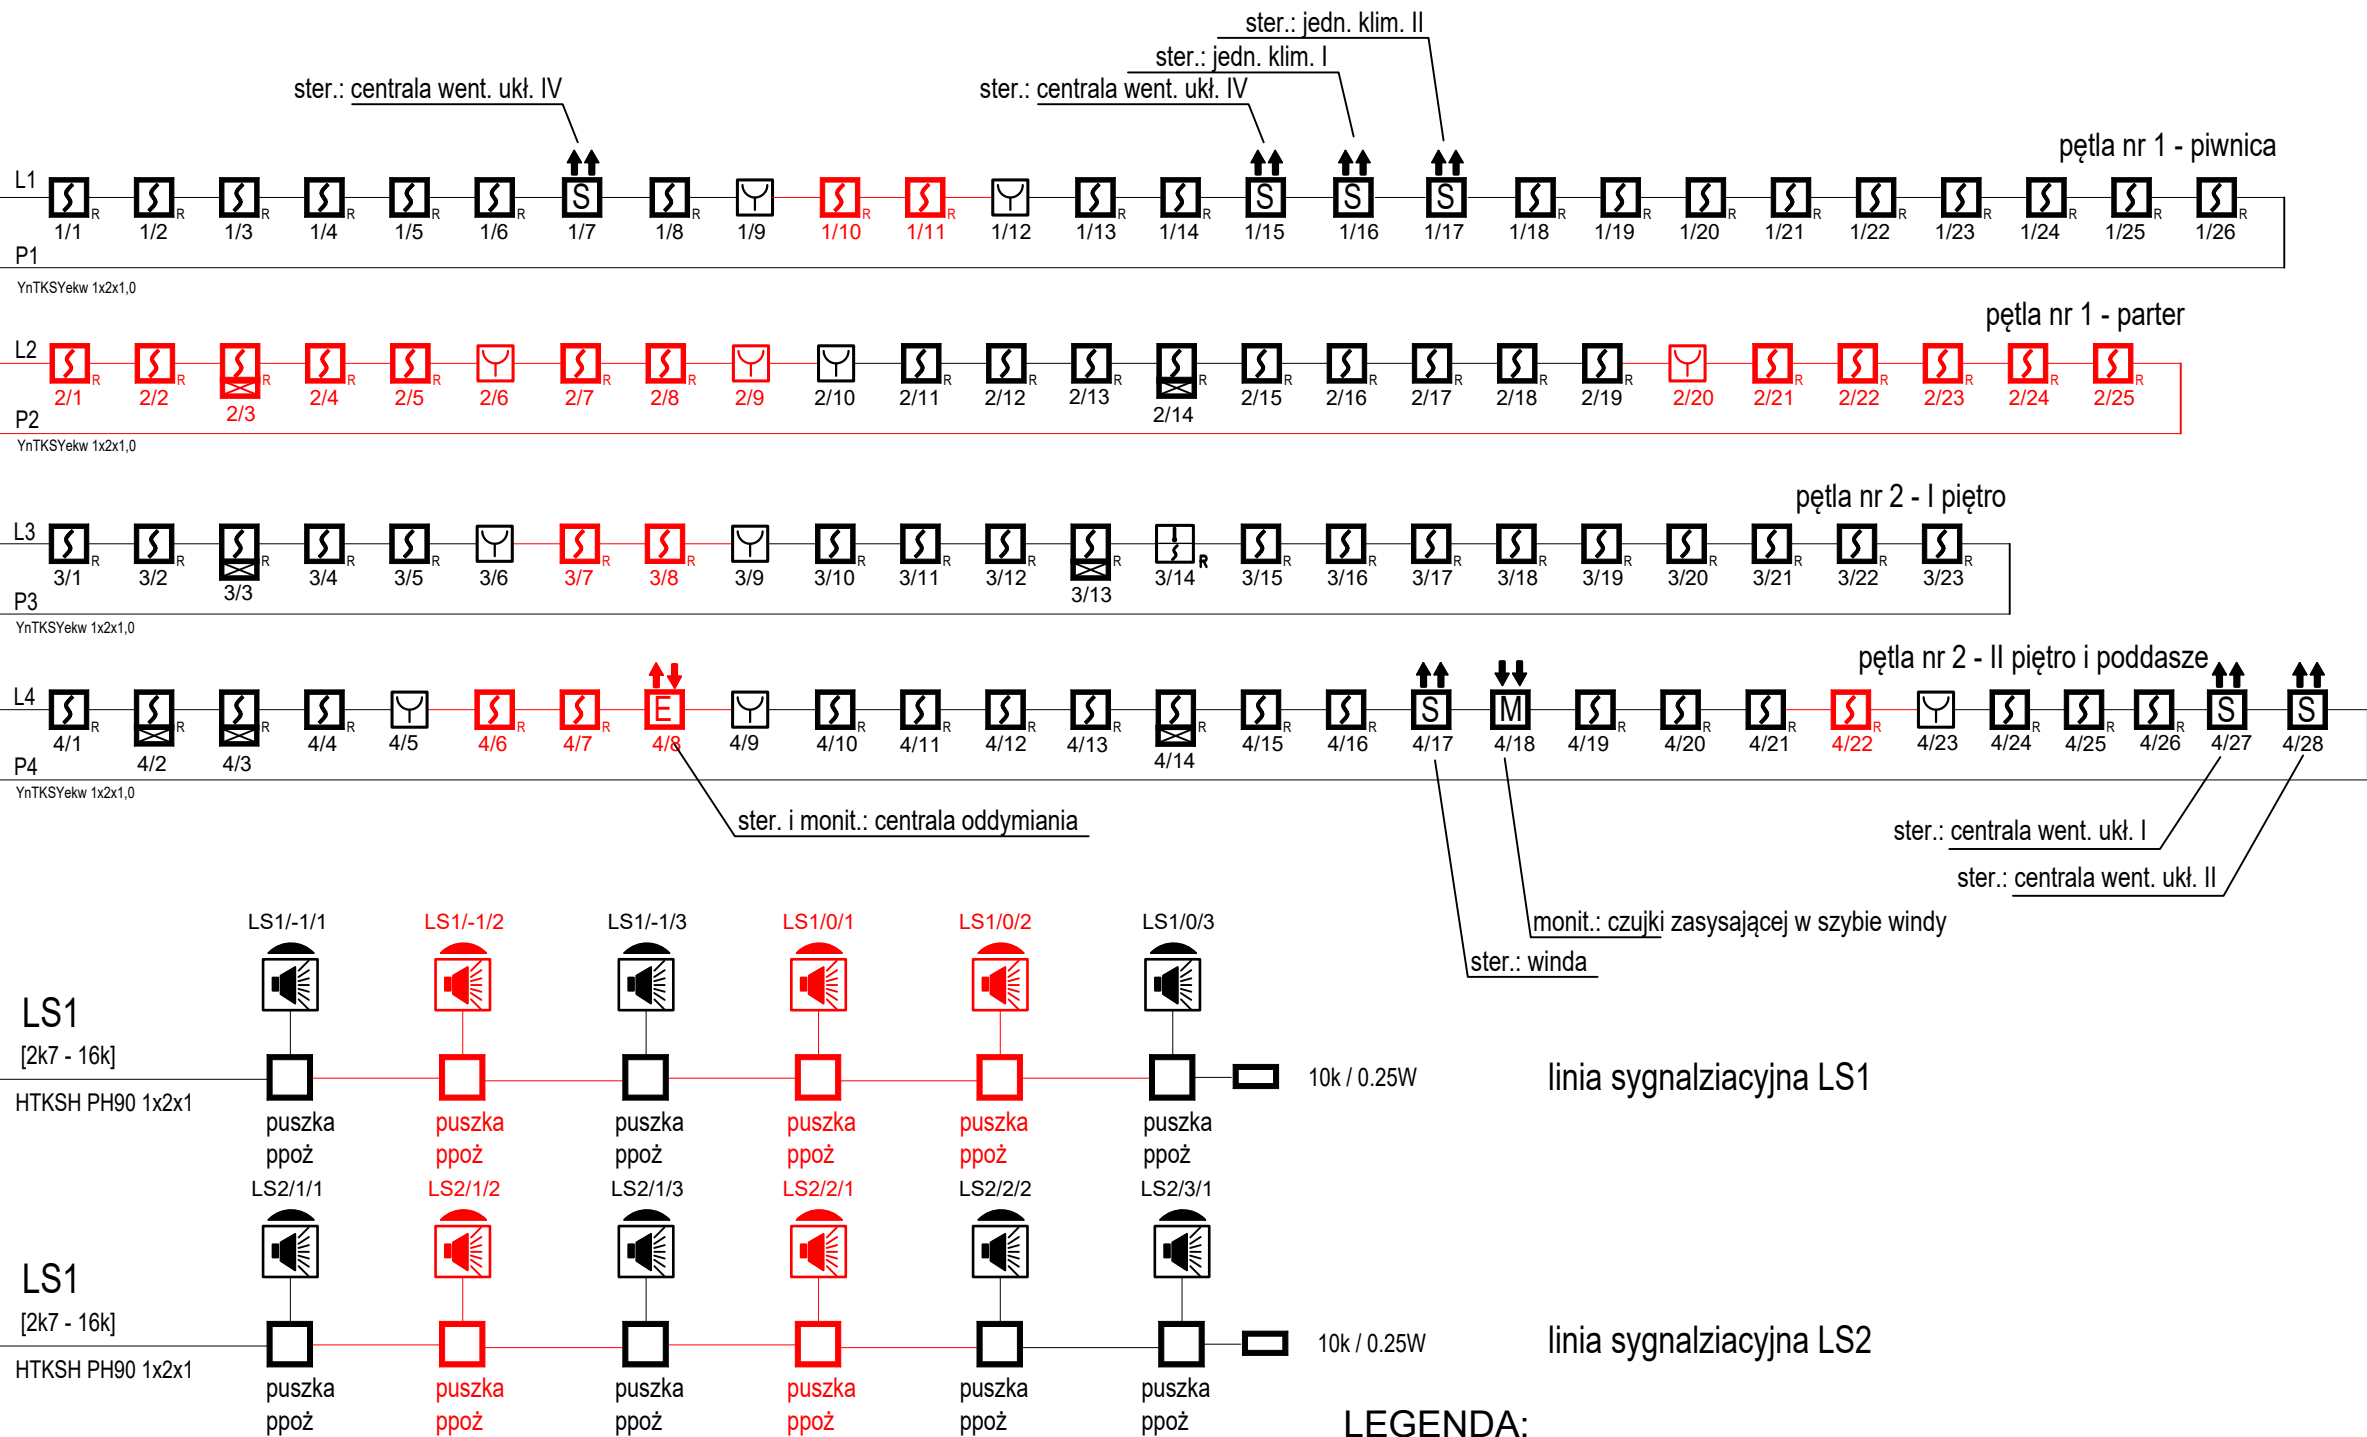 ster.: jedn. klim. II
ster.: jedn. klim. I
ster.: centrala went. ukł. IV
ster.: centrala went. ukł. IV
pętla nr 1 - piwnica
L1
S S S S
R R R R R R R R R R R R R R R R R R R R
1/1 1/2 1/3 1/4 1/5 1/6 1/7 1/8 1/9 1/10 1/11 1/12 1/13 1/14 1/15 1/16 1/17 1/18 1/19 1/20 1/21 1/22 1/23 1/24 1/25 1/26
P1
YnTKSYekw 1x2x1,0
pętla nr 1 - parter
L2
R R R R R R R R R R R R R R R R R R R R R
2/1 2/2 2/3 2/4 2/5 2/6 2/7 2/8 2/9 2/10 2/11 2/12 2/13 2/14 2/15 2/16 2/17 2/18 2/19 2/20 2/21 2/22 2/23 2/24 2/25
P2
YnTKSYekw 1x2x1,0
pętla nr 2 - I piętro
L3
R R R R R R R R R R R R R R R R R R R R R
3/1 3/2 3/3 3/4 3/5 3/6 3/7 3/8 3/9 3/10 3/11 3/12 3/13 3/14 3/15 3/16 3/17 3/18 3/19 3/20 3/21 3/22 3/23
P3
YnTKSYekw 1x2x1,0
pętla nr 2 - II piętro i poddasze
L4
E S M S S
R R R R R R R R R R R R R R R R R R R R
4/1 4/2 4/3 4/4 4/5 4/6 4/7 4/8 4/9 4/10 4/11 4/12 4/13 4/14 4/15 4/16 4/17 4/18 4/19 4/20 4/21 4/22 4/23 4/24 4/25 4/26 4/27 4/28
P4
YnTKSYekw 1x2x1,0
ster. i monit.: centrala oddymiania
ster.: centrala went. ukł. I
ster.: centrala went. ukł. II
monit.: czujki zasysającej w szybie windy
ster.: winda
LS1/-1/1 LS1/-1/2 LS1/-1/3 LS1/0/1 LS1/0/2 LS1/0/3
LS1
[2k7 - 16k]
HTKSH PH90 1x2x1
10k / 0.25W
linia sygnalziacyjna LS1
puszka puszka puszka puszka puszka puszka
ppoż ppoż ppoż ppoż ppoż ppoż
LS2/1/1 LS2/1/2 LS2/1/3 LS2/2/1 LS2/2/2 LS2/3/1
LS1
[2k7 - 16k]
HTKSH PH90 1x2x1
10k / 0.25W
linia sygnalziacyjna LS2
puszka puszka puszka puszka puszka puszka
ppoż ppoż ppoż ppoż ppoż ppoż
LEGENDA: